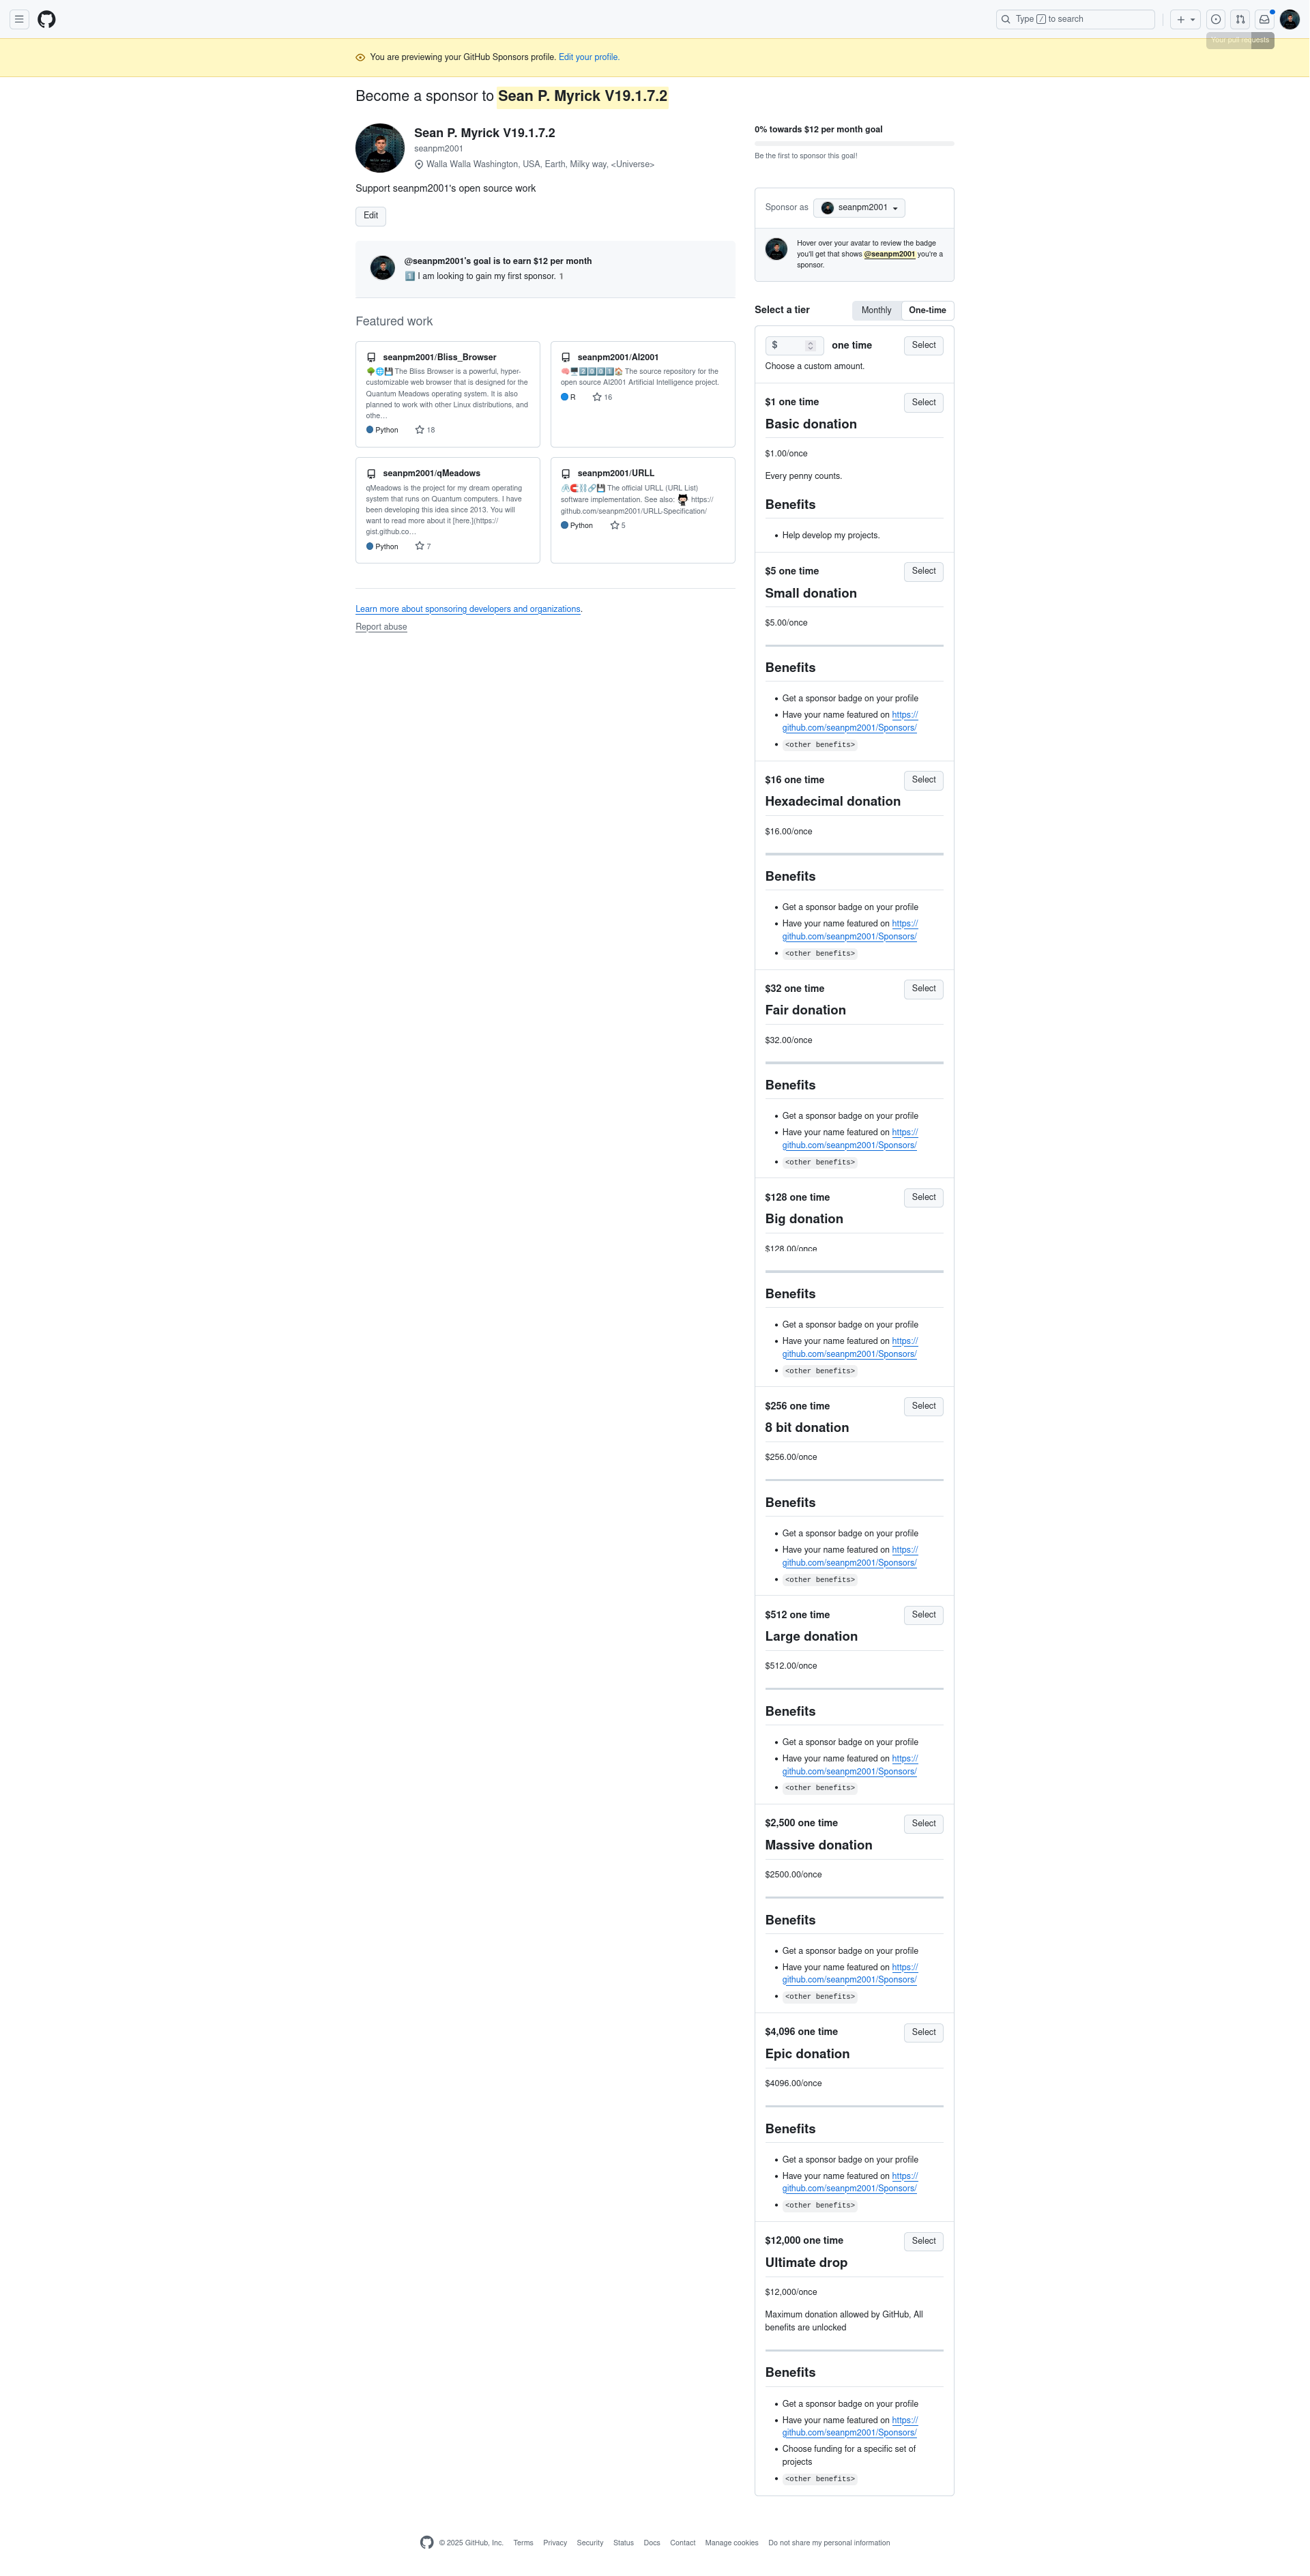 Type / to search
Your pull requests
You are previewing your GitHub Sponsors profile. Edit your profile.
Become a sponsor to Sean P. Myrick V19.1.7.2
Sean P. Myrick V19.1.7.2
seanpm2001
Walla Walla Washington, USA, Earth, Milky way, <Universe>
Support seanpm2001's open source work
Edit
@seanpm2001's goal is to earn $12 per month
1️⃣ I am looking to gain my first sponsor. 1
Featured work
seanpm2001/Bliss_Browser
🌳🌐💾 The Bliss Browser is a powerful, hyper-
customizable web browser that is designed for the
Quantum Meadows operating system. It is also
planned to work with other Linux distributions, and
othe…
Python 18
seanpm2001/AI2001
🧠🖥️2️⃣0️⃣0️⃣1️⃣🏠 The source repository for the
open source AI2001 Artificial Intelligence project.
R 16
seanpm2001/qMeadows
qMeadows is the project for my dream operating
system that runs on Quantum computers. I have
been developing this idea since 2013. You will
want to read more about it [here.](https://
gist.github.co…
Python 7
seanpm2001/URLL
🖇️🧲⛓️🔗💾 The official URLL (URL List)
software implementation. See also: https://
github.com/seanpm2001/URLL-Specification/
Python 5
Learn more about sponsoring developers and organizations.
Report abuse
0% towards $12 per month goal
Be the first to sponsor this goal!
Sponsor as seanpm2001
Hover over your avatar to review the badge
you'll get that shows @seanpm2001 you're a
sponsor.
Select a tier Monthly One-time
$ one time Select
Choose a custom amount.
$1 one time Select
Basic donation
$1.00/once
Every penny counts.
Benefits
• Help develop my projects.
$5 one time Select
Small donation
$5.00/once
Benefits
• Get a sponsor badge on your profile
• Have your name featured on https://
github.com/seanpm2001/Sponsors/
• <other benefits>
$16 one time Select
Hexadecimal donation
$16.00/once
Benefits
• Get a sponsor badge on your profile
• Have your name featured on https://
github.com/seanpm2001/Sponsors/
• <other benefits>
$32 one time Select
Fair donation
$32.00/once
Benefits
• Get a sponsor badge on your profile
• Have your name featured on https://
github.com/seanpm2001/Sponsors/
• <other benefits>
$128 one time Select
Big donation
$128.00/once
Benefits
• Get a sponsor badge on your profile
• Have your name featured on https://
github.com/seanpm2001/Sponsors/
• <other benefits>
$256 one time Select
8 bit donation
$256.00/once
Benefits
• Get a sponsor badge on your profile
• Have your name featured on https://
github.com/seanpm2001/Sponsors/
• <other benefits>
$512 one time Select
Large donation
$512.00/once
Benefits
• Get a sponsor badge on your profile
• Have your name featured on https://
github.com/seanpm2001/Sponsors/
• <other benefits>
$2,500 one time Select
Massive donation
$2500.00/once
Benefits
• Get a sponsor badge on your profile
• Have your name featured on https://
github.com/seanpm2001/Sponsors/
• <other benefits>
$4,096 one time Select
Epic donation
$4096.00/once
Benefits
• Get a sponsor badge on your profile
• Have your name featured on https://
github.com/seanpm2001/Sponsors/
• <other benefits>
$12,000 one time Select
Ultimate drop
$12,000/once
Maximum donation allowed by GitHub, All
benefits are unlocked
Benefits
• Get a sponsor badge on your profile
• Have your name featured on https://
github.com/seanpm2001/Sponsors/
• Choose funding for a specific set of
projects
• <other benefits>
© 2025 GitHub, Inc. Terms Privacy Security Status Docs Contact Manage cookies Do not share my personal information